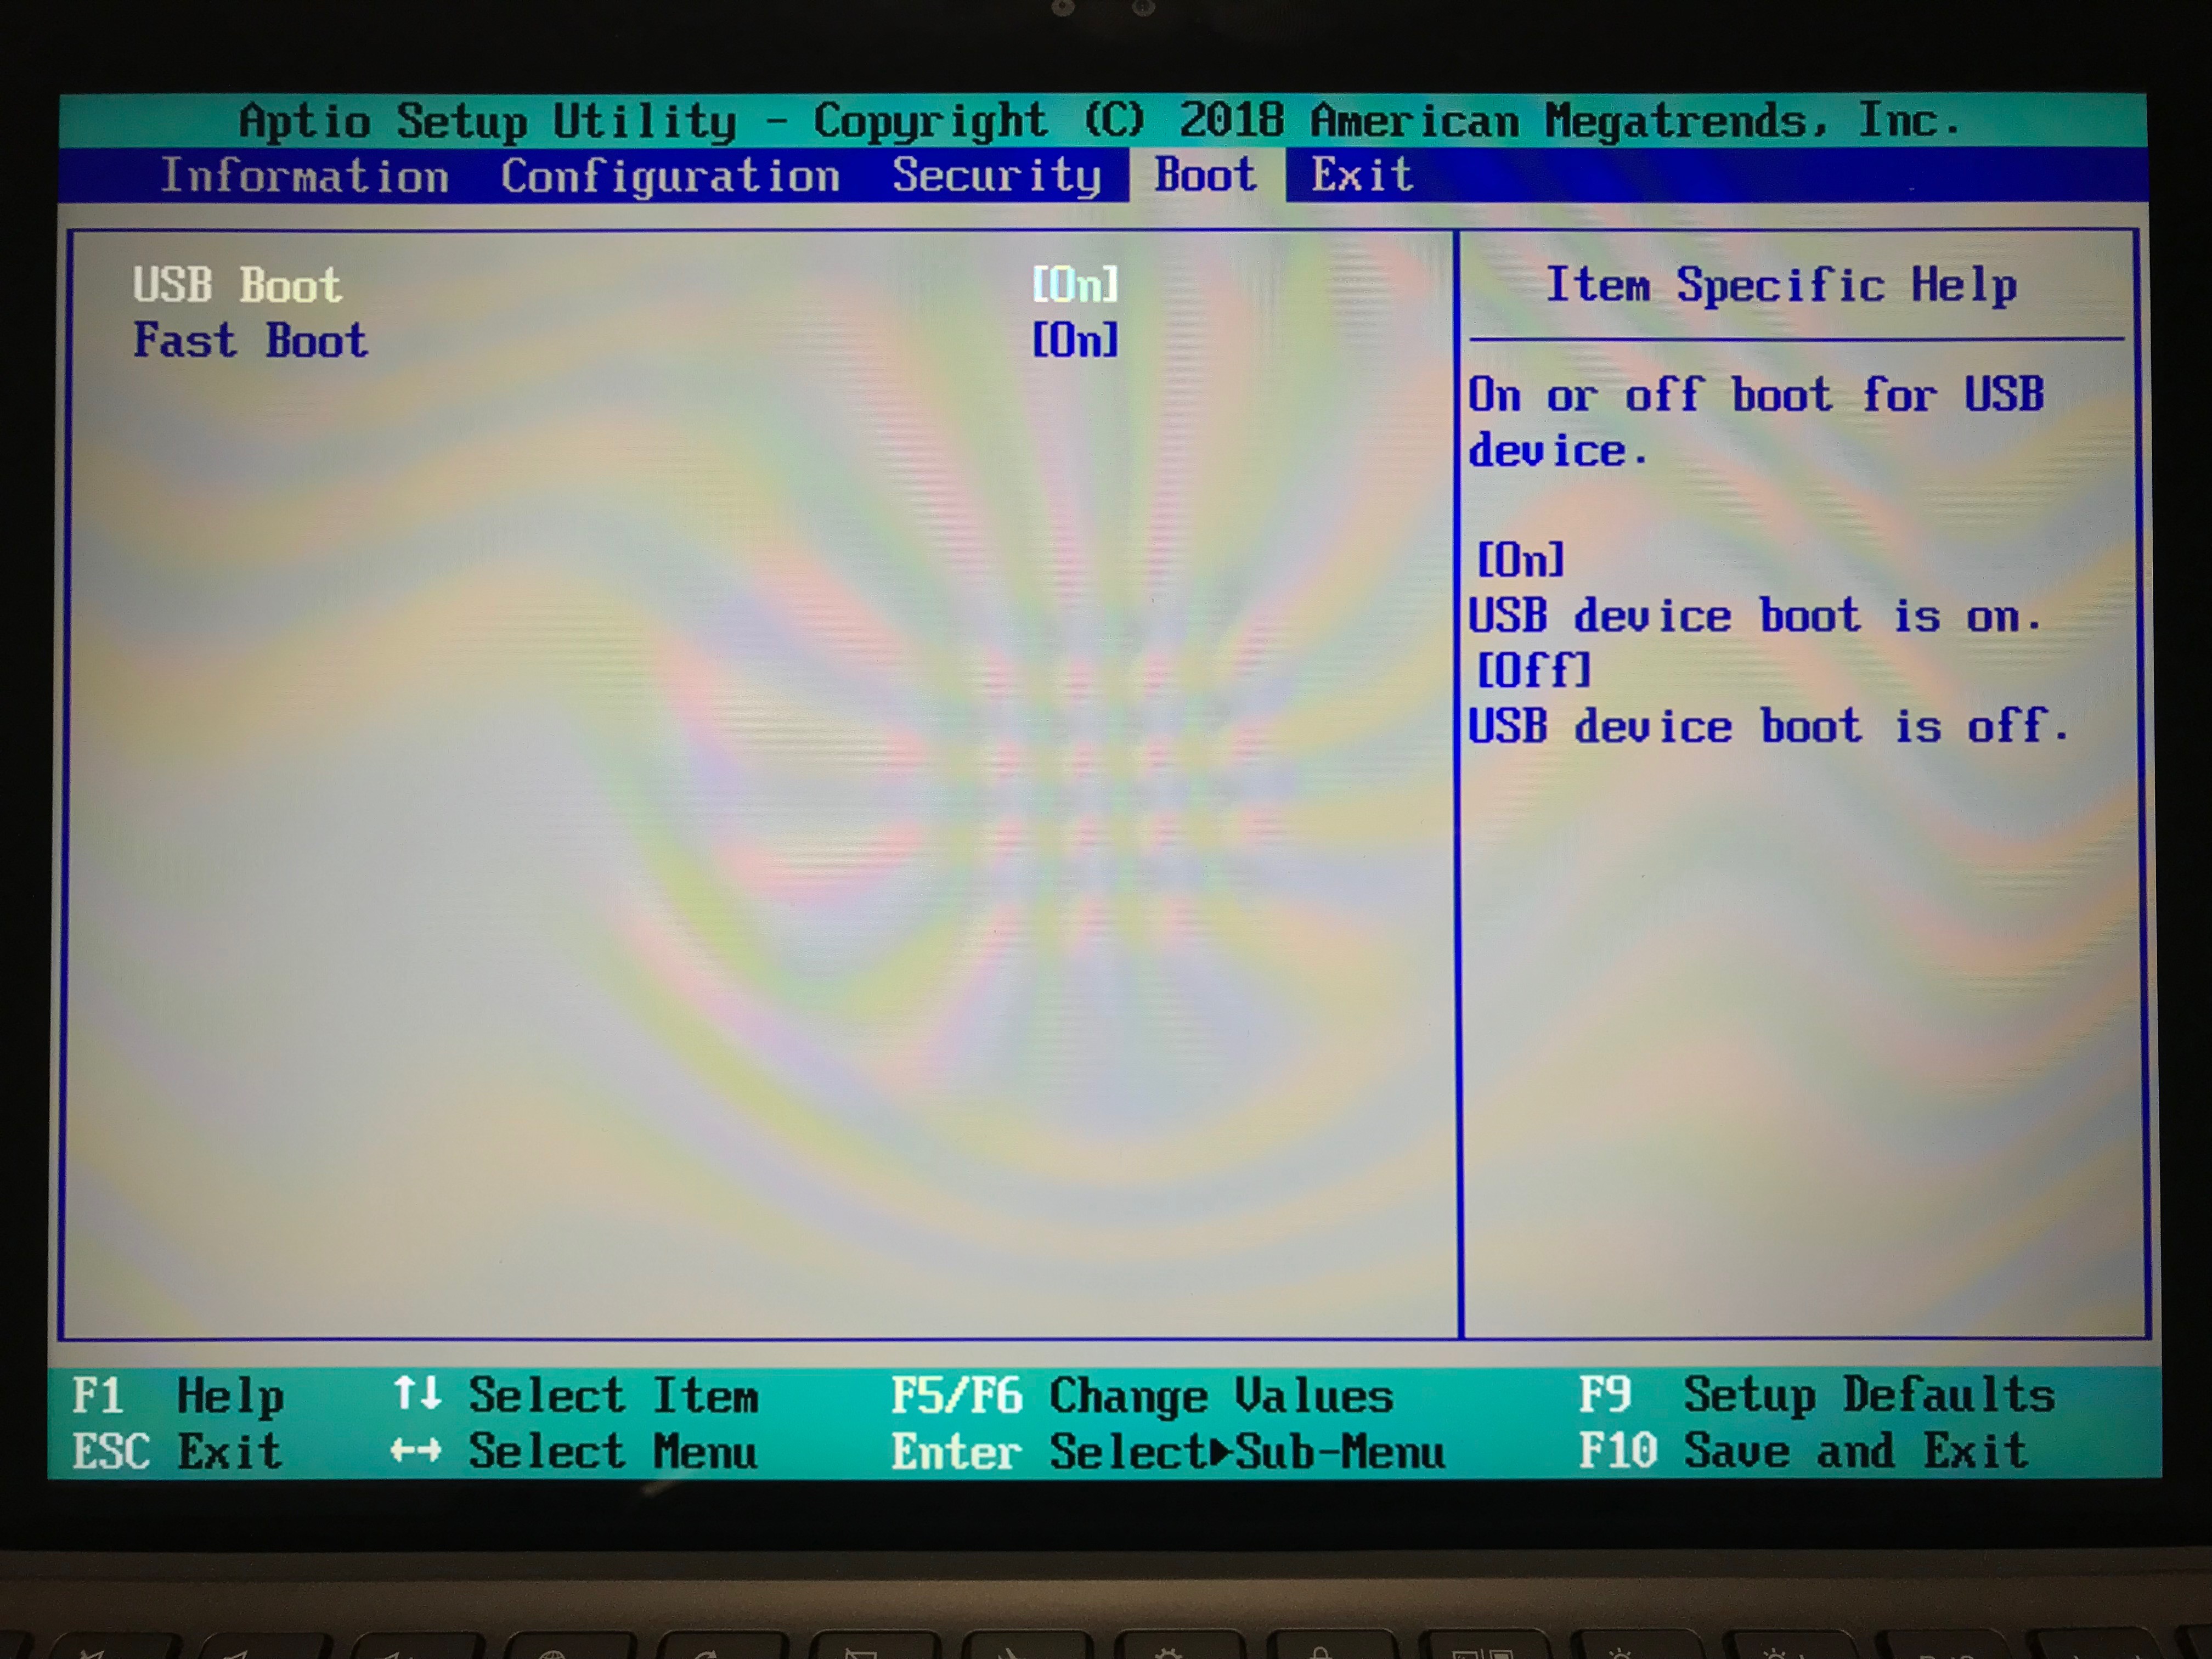 Aptio Setup Utility - Copyright (C) 2018 American Megatrends, Inc.
Information Configuration Security Boot Exit
USB Boot [On]
Fast Boot [On]
Item Specific Help
On or off boot for USB
device.
[On]
USB device boot is on.
[Off]
USB device boot is off.
F1 Help ↑↓ Select Item F5/F6 Change Values F9 Setup Defaults
ESC Exit ←→ Select Menu Enter Select▶Sub-Menu F10 Save and Exit